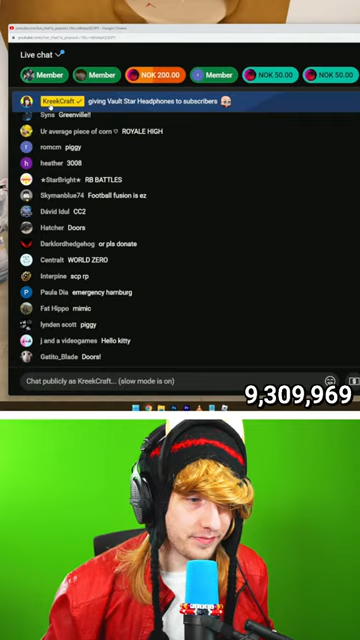 Live chat
Member
Member
NOK 200.00
Member
NOK 50.00
NOK 50.00
KreekCraft giving Vault Star Headphones to subscribers
Syns Greenville!!
Ur average piece of corn ♡ ROYALE HIGH
romcm piggy
heather 3008
★StarBright★ RB BATTLES
Skymanblue74 Football fusion is ez
Dávid Idul CC2
Hatcher Doors
Darklordhedgehog or pls donate
Centralt WORLD ZERO
Interpine scp rp
Paula Dia emergency hamburg
Fat Hippo mimic
lynden scott piggy
j and a videogames Hello kitty
Gatito_Blade Doors!
Chat publicly as KreekCraft... (slow mode is on)
9,309,969